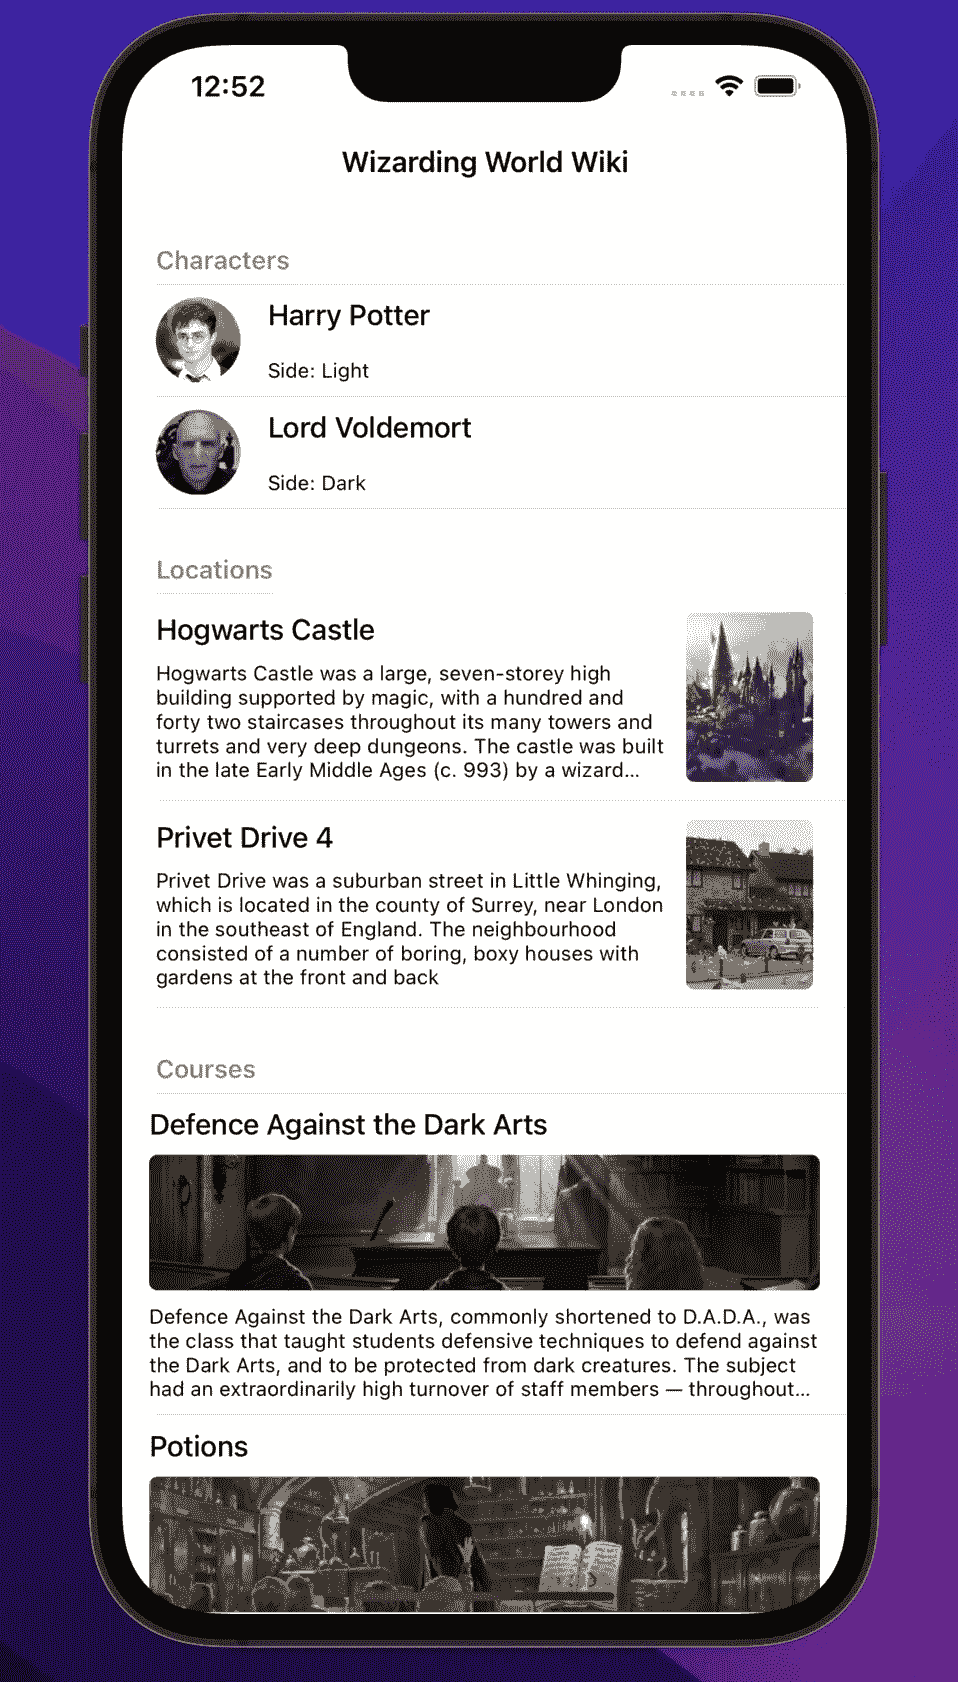 12:52
Wizarding World Wiki
Characters
Harry Potter
Side: Light
Lord Voldemort
Side: Dark
Locations
Hogwarts Castle
Hogwarts Castle was a large, seven-storey high
building supported by magic, with a hundred and
forty two staircases throughout its many towers and
turrets and very deep dungeons. The castle was built
in the late Early Middle Ages (c. 993) by a wizard...
Privet Drive 4
Privet Drive was a suburban street in Little Whinging,
which is located in the county of Surrey, near London
in the southeast of England. The neighbourhood
consisted of a number of boring, boxy houses with
gardens at the front and back
Courses
Defence Against the Dark Arts
Defence Against the Dark Arts, commonly shortened to D.A.D.A., was
the class that taught students defensive techniques to defend against
the Dark Arts, and to be protected from dark creatures. The subject
had an extraordinarily high turnover of staff members — throughout...
Potions